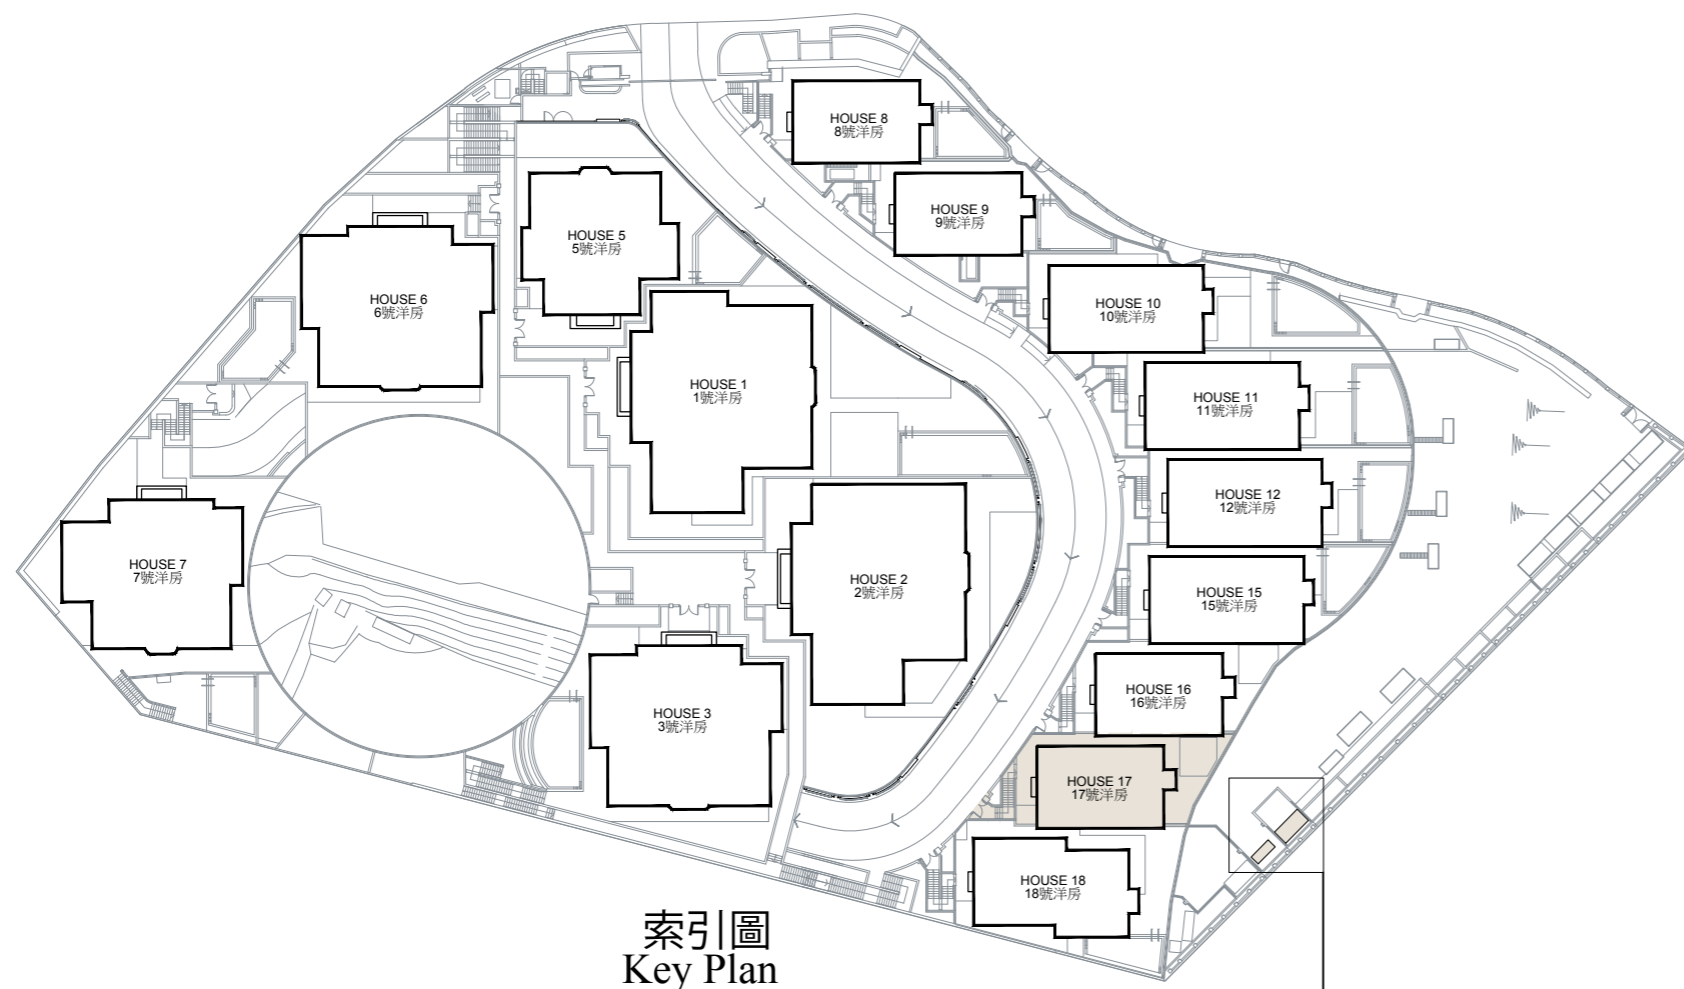 HOUSE 8
8號洋房
HOUSE 9
9號洋房
HOUSE 5
5號洋房
HOUSE 6
6號洋房
HOUSE 10
10號洋房
HOUSE 1
1號洋房
HOUSE 11
11號洋房
HOUSE 12
12號洋房
HOUSE 7
7號洋房
HOUSE 2
2號洋房
HOUSE 15
15號洋房
HOUSE 16
16號洋房
HOUSE 3
3號洋房
HOUSE 17
17號洋房
HOUSE 18
18號洋房
索引圖
Key Plan